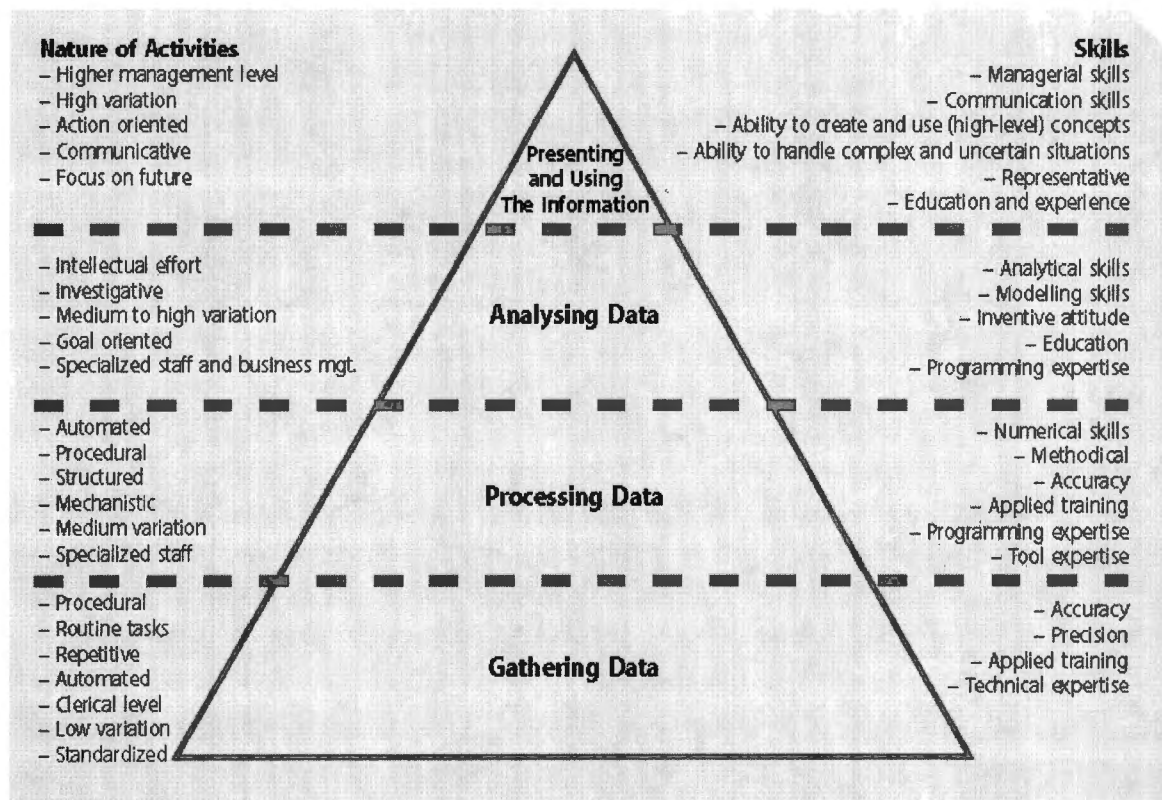 Nature of Activities
– Higher management level
– High variation
– Action oriented
– Communicative
– Focus on future
Presenting
and Using
The Information
Skills
– Managerial skills
– Communication skills
– Ability to create and use (high-level) concepts
– Ability to handle complex and uncertain situations
– Representative
– Education and experience
– Intellectual effort
– Investigative
– Medium to high variation
– Goal oriented
– Specialized staff and business mgt.
Analysing Data
– Analytical skills
– Modelling skills
– Inventive attitude
– Education
– Programming expertise
– Automated
– Procedural
– Structured
– Mechanistic
– Medium variation
– Specialized staff
Processing Data
– Numerical skills
– Methodical
– Accuracy
– Applied training
– Programming expertise
– Tool expertise
– Procedural
– Routine tasks
– Repetitive
– Automated
– Clerical level
– Low variation
– Standardized
Gathering Data
– Accuracy
– Precision
– Applied training
– Technical expertise